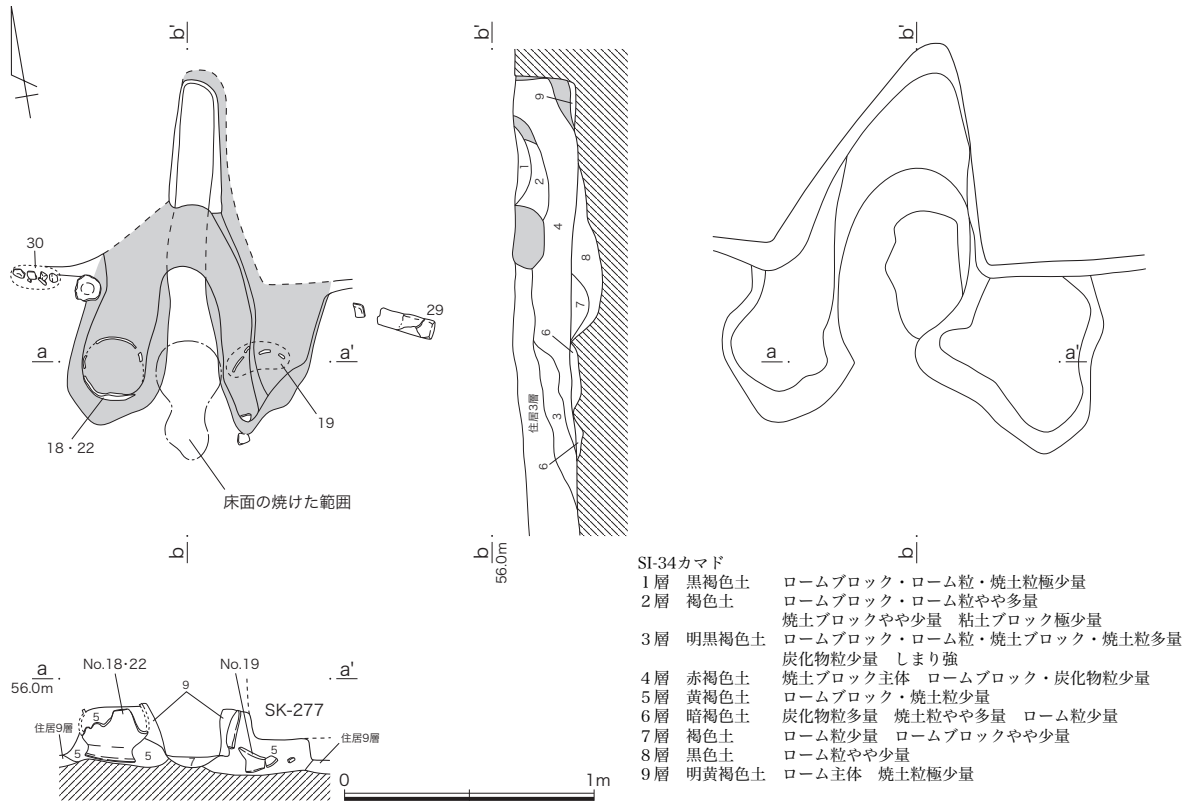 b'
b'
b'
30
29
a
a'
19
18・22
床面の焼けた範囲
b
9
1
2
4
8
7
6
3
住居3層
6
b
56.0m
a
a'
b
a
56.0m
No.18・22
No.19
a'
9
SK-277
5
住居9層
5
5
7
5
住居9層
0
1m
SI-34カマド
1層 黒褐色土 ロームブロック・ローム粒・焼土粒極少量
2層 褐色土 ロームブロック・ローム粒やや多量
焼土ブロックやや少量 粘土ブロック極少量
3層 明黒褐色土 ロームブロック・ローム粒・焼土ブロック・焼土粒多量
炭化物粒少量 しまり強
4層 赤褐色土 焼土ブロック主体 ロームブロック・炭化物粒少量
5層 黄褐色土 ロームブロック・焼土粒少量
6層 暗褐色土 炭化物粒多量 焼土粒やや多量 ローム粒少量
7層 褐色土 ローム粒少量 ロームブロックやや少量
8層 黒色土 ローム粒やや少量
9層 明黄褐色土 ローム主体 焼土粒極少量